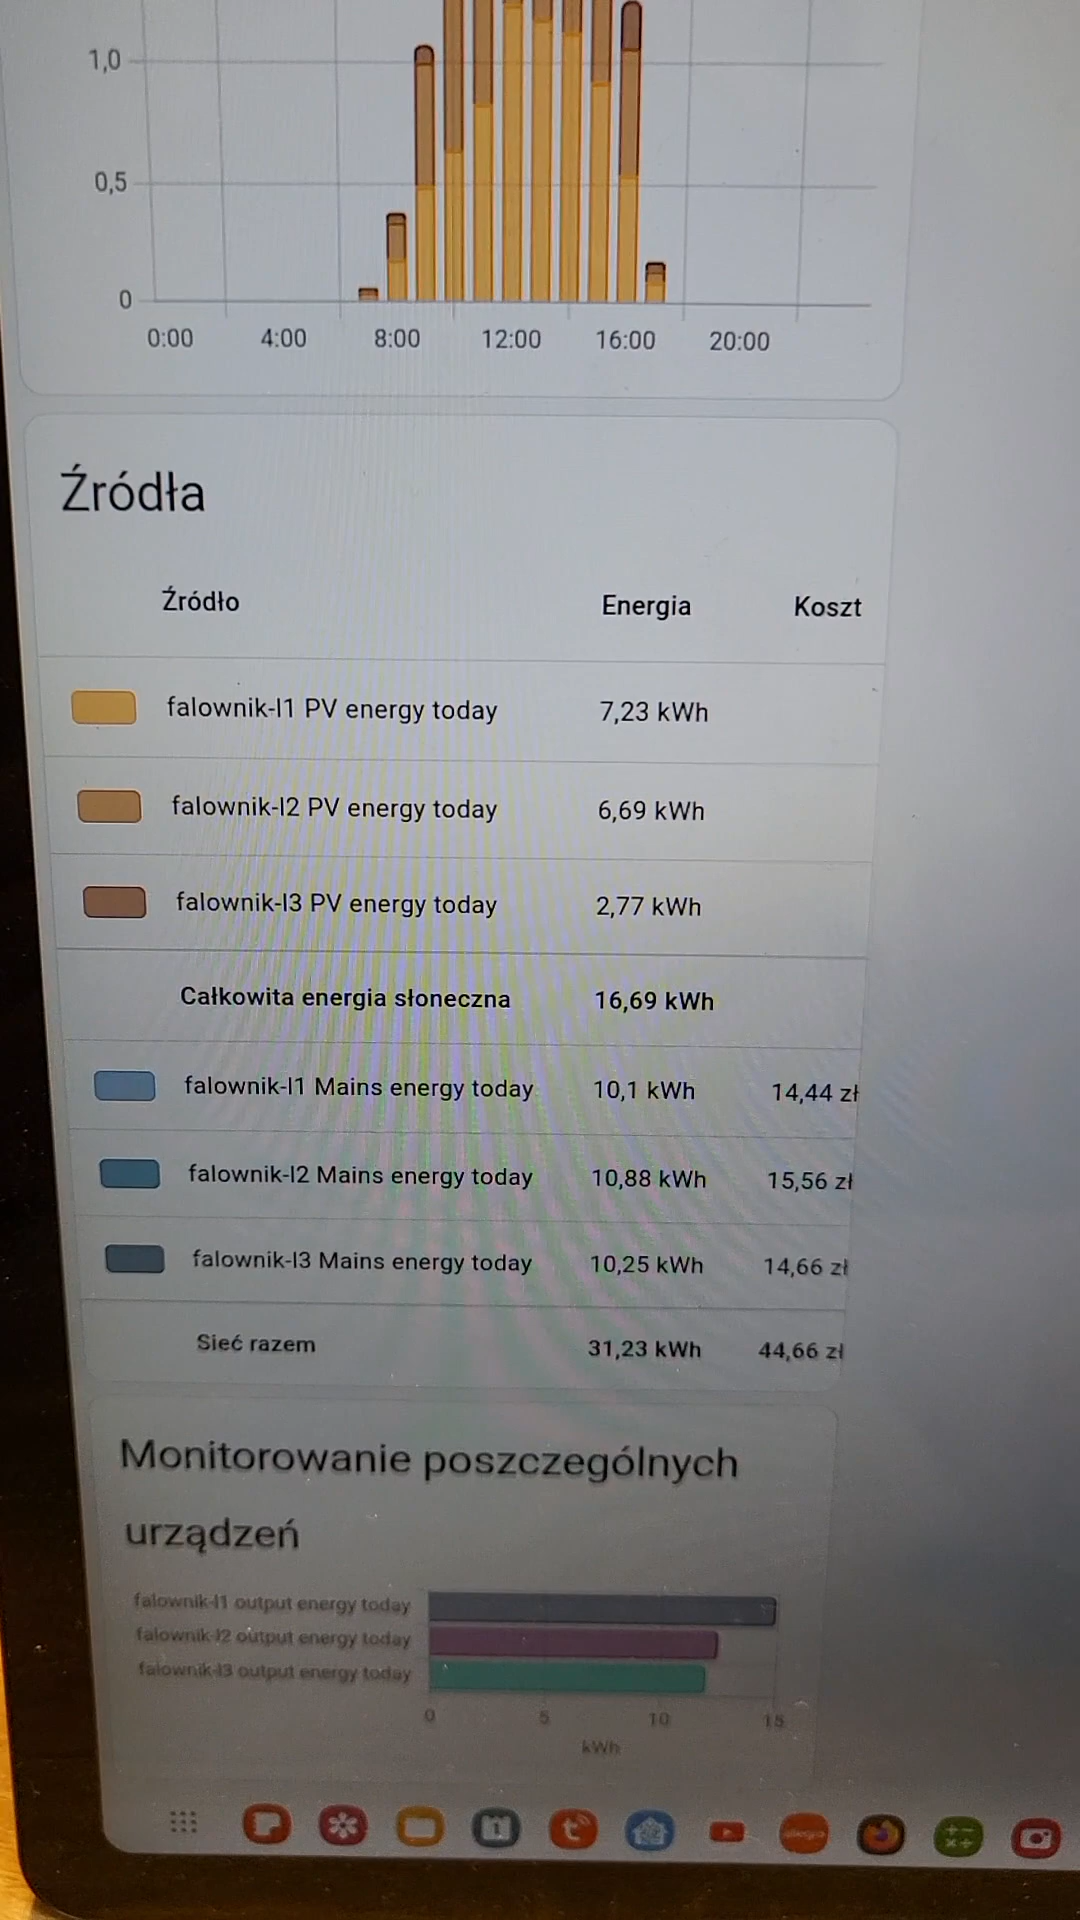 1,0
0,5
0
0:00 4:00 8:00 12:00 16:00 20:00
Źródła
Źródło Energia Koszt
falownik-l1 PV energy today 7,23 kWh
falownik-l2 PV energy today 6,69 kWh
falownik-l3 PV energy today 2,77 kWh
Całkowita energia słoneczna 16,69 kWh
falownik-l1 Mains energy today 10,1 kWh 14,44 zł
falownik-l2 Mains energy today 10,88 kWh 15,56 zł
falownik-l3 Mains energy today 10,25 kWh 14,66 zł
Sieć razem 31,23 kWh 44,66 zł
Monitorowanie poszczególnych
urządzeń
falownik-l1 output energy today
falownik-l2 output energy today
falownik-l3 output energy today
0 5 10 15
kWh
1
allegro